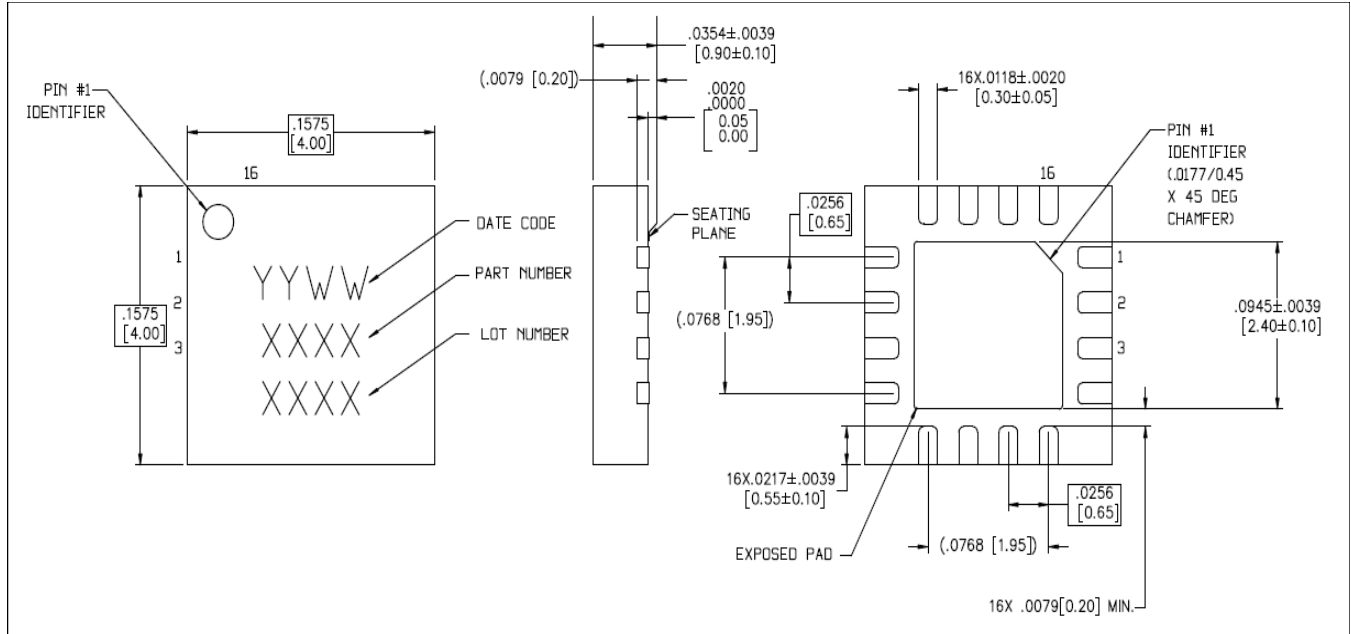 PIN #1
IDENTIFIER
.1575
[4.00]
16
1
2
3
.1575
[4.00]
YYWW
XXXX
XXXX
DATE CODE
PART NUMBER
LOT NUMBER
.0354±.0039
[0.90±0.10]
(.0079 [0.20])
.0020
.0000
[0.05
0.00]
SEATING
PLANE
16X.0118±.0020
[0.30±0.05]
PIN #1
IDENTIFIER
(.0177/0.45
X 45 DEG
CHAMFER)
16
.0256
[0.65]
1
2
3
(.0768 [1.95])
.0945±.0039
[2.40±0.10]
16X.0217±.0039
[0.55±0.10]
.0256
[0.65]
(.0768 [1.95])
EXPOSED PAD
16X .0079[0.20] MIN.